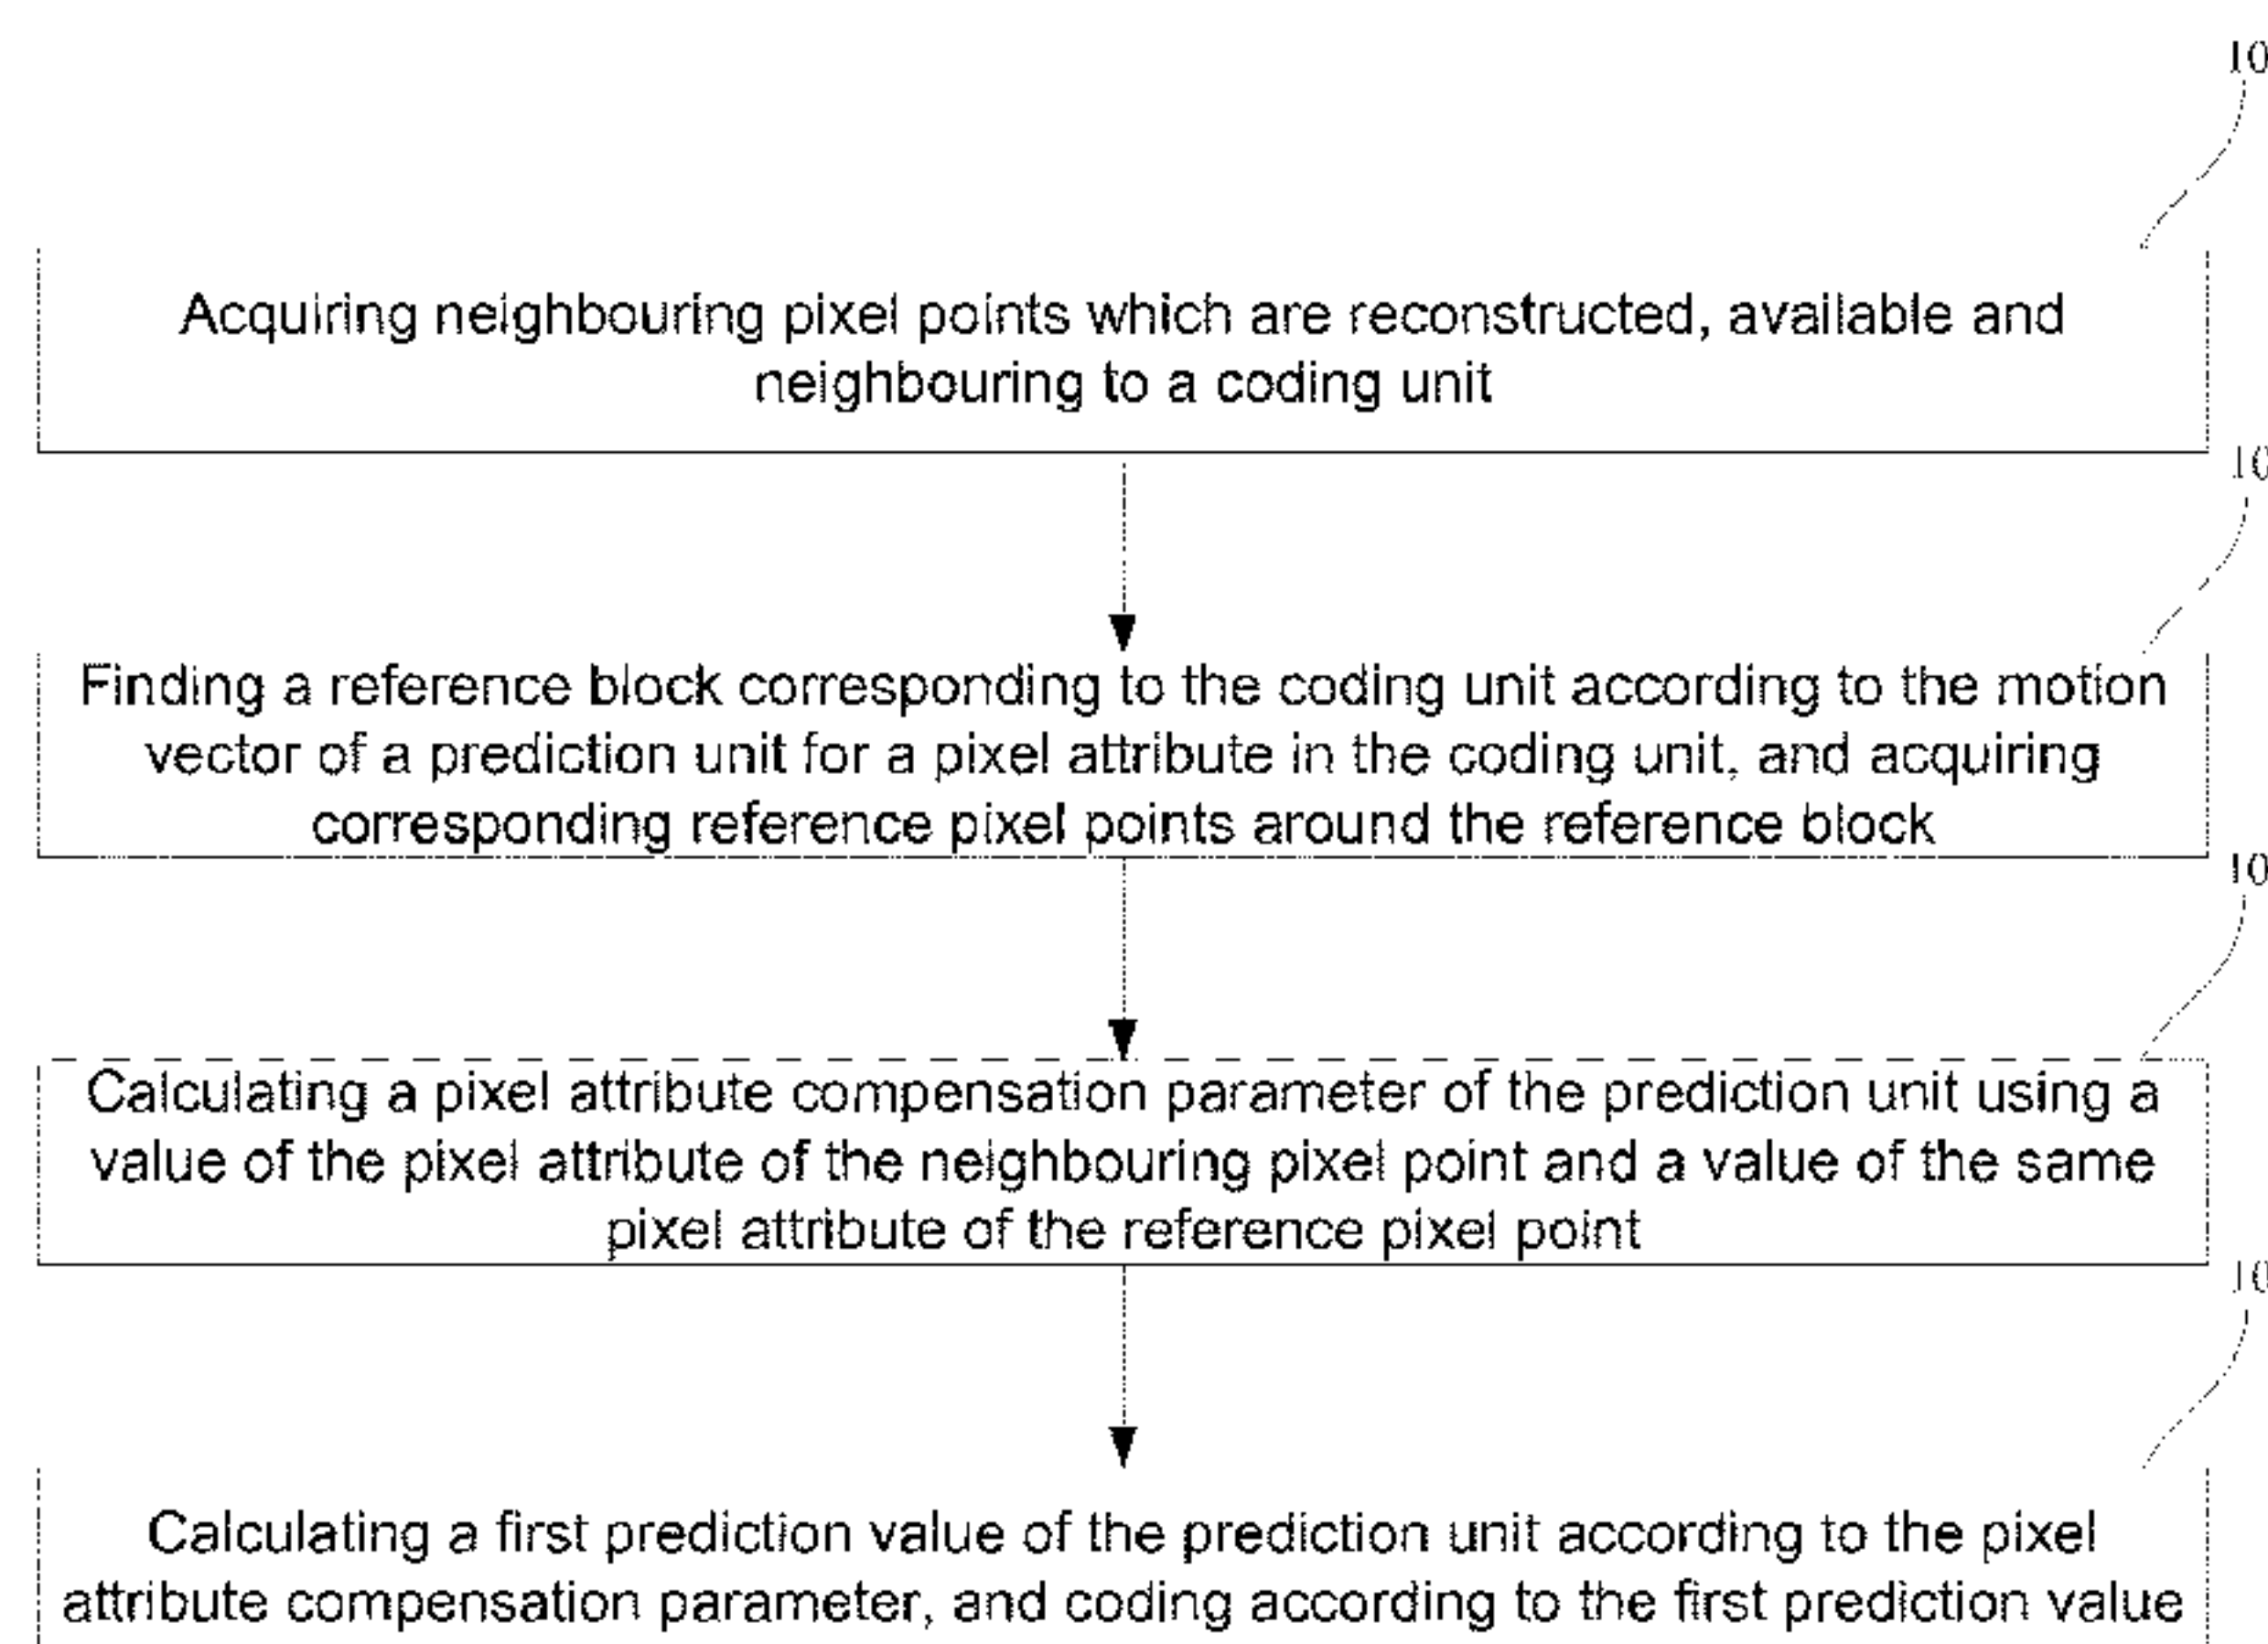 10
Acquiring neighbouring pixel points which are reconstructed, available and
neighbouring to a coding unit
10
Finding a reference block corresponding to the coding unit according to the motion
vector of a prediction unit for a pixel attribute in the coding unit, and acquiring
corresponding reference pixel points around the reference block
10
Calculating a pixel attribute compensation parameter of the prediction unit using a
value of the pixel attribute of the neighbouring pixel point and a value of the same
pixel attribute of the reference pixel point
10
Calculating a first prediction value of the prediction unit according to the pixel
attribute compensation parameter, and coding according to the first prediction value